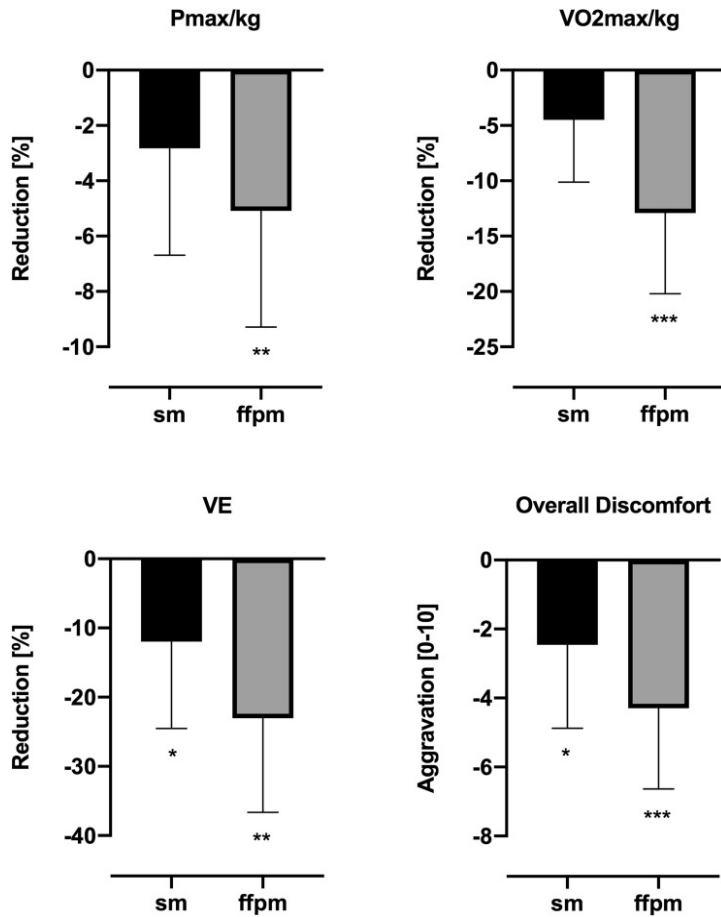 Pmax/kg
Reduction [%]
0
-2
-4
-6
-8
-10
**
sm ffpm
VO2max/kg
Reduction [%]
0
-5
-10
-15
-20
-25
***
sm ffpm
VE
Reduction [%]
0
-10
-20
-30
-40
*
**
sm ffpm
Overall Discomfort
Aggravation [0-10]
0
-2
-4
-6
-8
*
***
sm ffpm